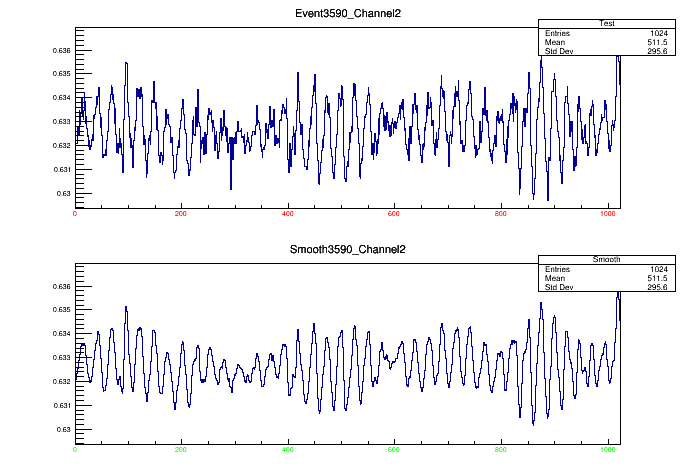 Event3590_Channel2
Test
Entries 1024
Mean 511.5
Std Dev 295.6
0.636
0.635
0.634
0.633
0.632
0.631
0.63
0 200 400 600 800 1000
Smooth3590_Channel2
Smooth
Entries 1024
Mean 511.5
Std Dev 295.6
0.636
0.635
0.634
0.633
0.632
0.631
0.63
0 200 400 600 800 1000